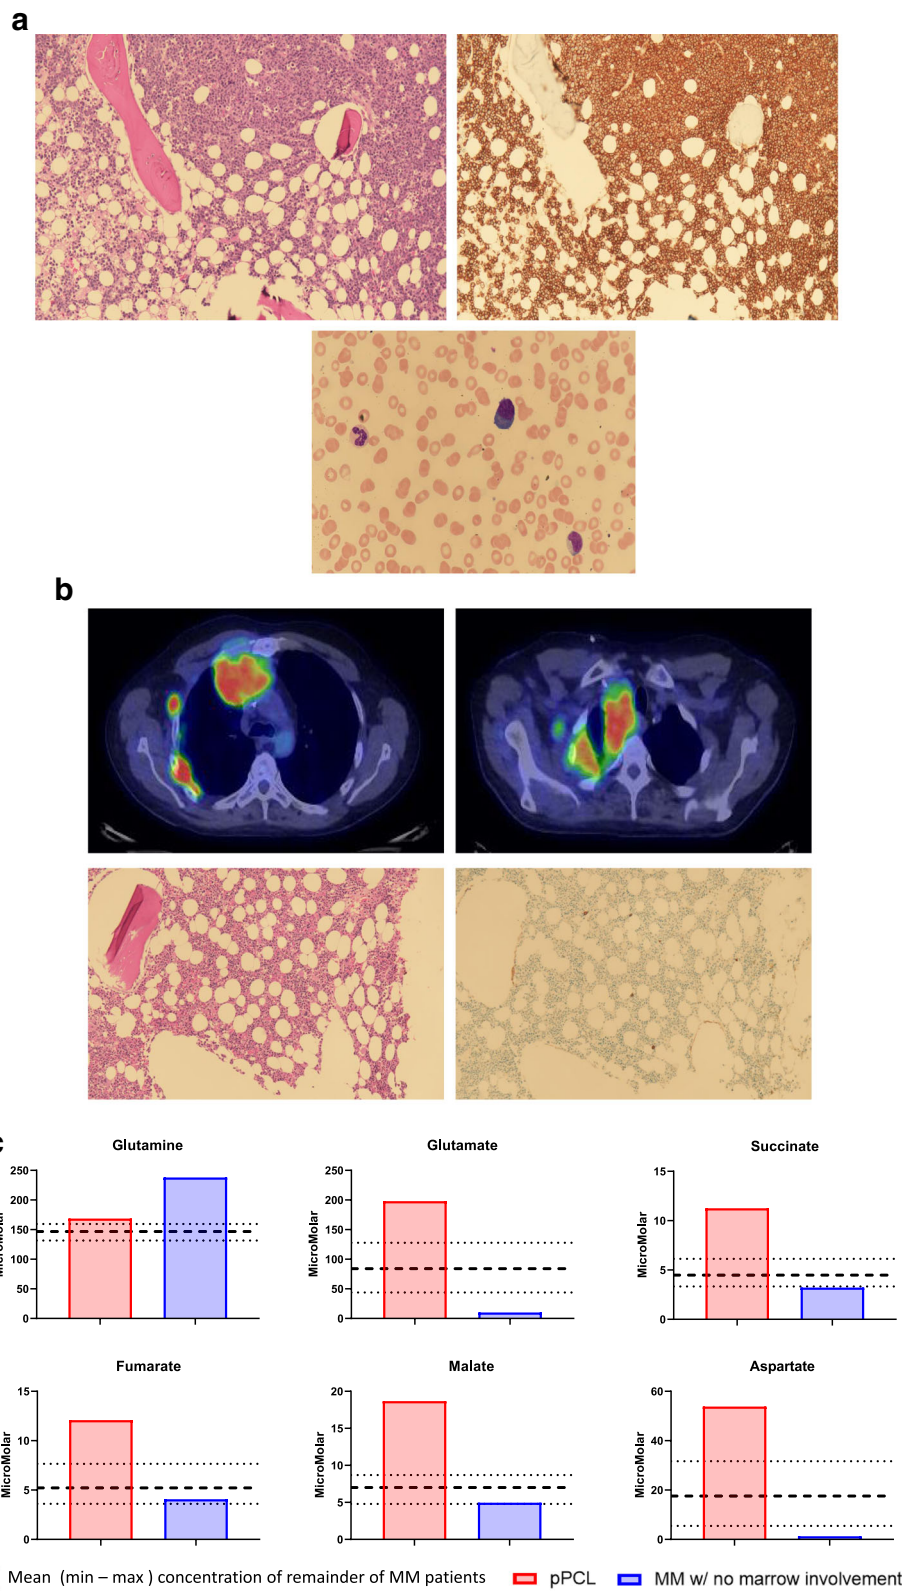 a
b
c
Glutamine
Glutamate
Succinate
250
200
150
100
50
0
MicroMolar
250
200
150
100
50
0
MicroMolar
15
10
5
0
MicroMolar
Fumarate
Malate
Aspartate
15
10
5
0
MicroMolar
20
15
10
5
0
MicroMolar
60
40
20
0
MicroMolar
Mean (min – max ) concentration of remainder of MM patients pPCL MM w/ no marrow involvement